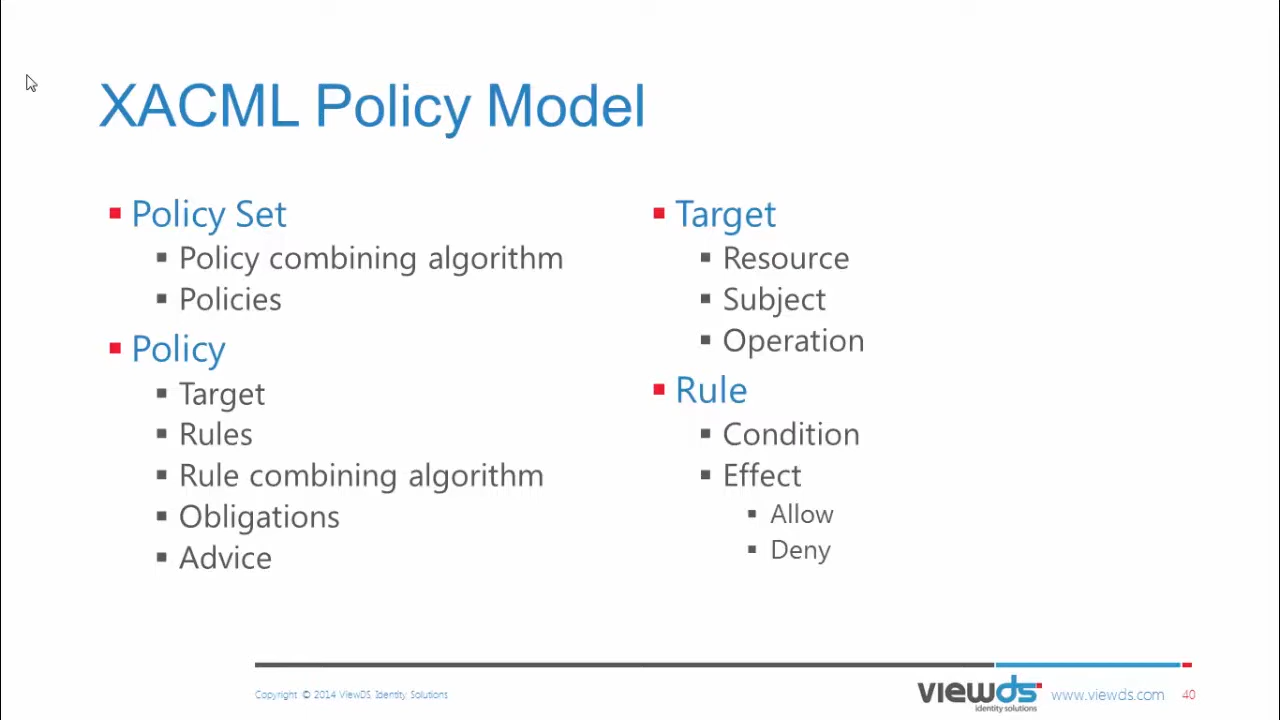 XACML Policy Model
Policy Set
Policy combining algorithm
Policies
Policy
Target
Rules
Rule combining algorithm
Obligations
Advice
Target
Resource
Subject
Operation
Rule
Condition
Effect
Allow
Deny
Copyright © 2014 ViewDS Identity Solutions
viewds
identity solutions
www.viewds.com
40